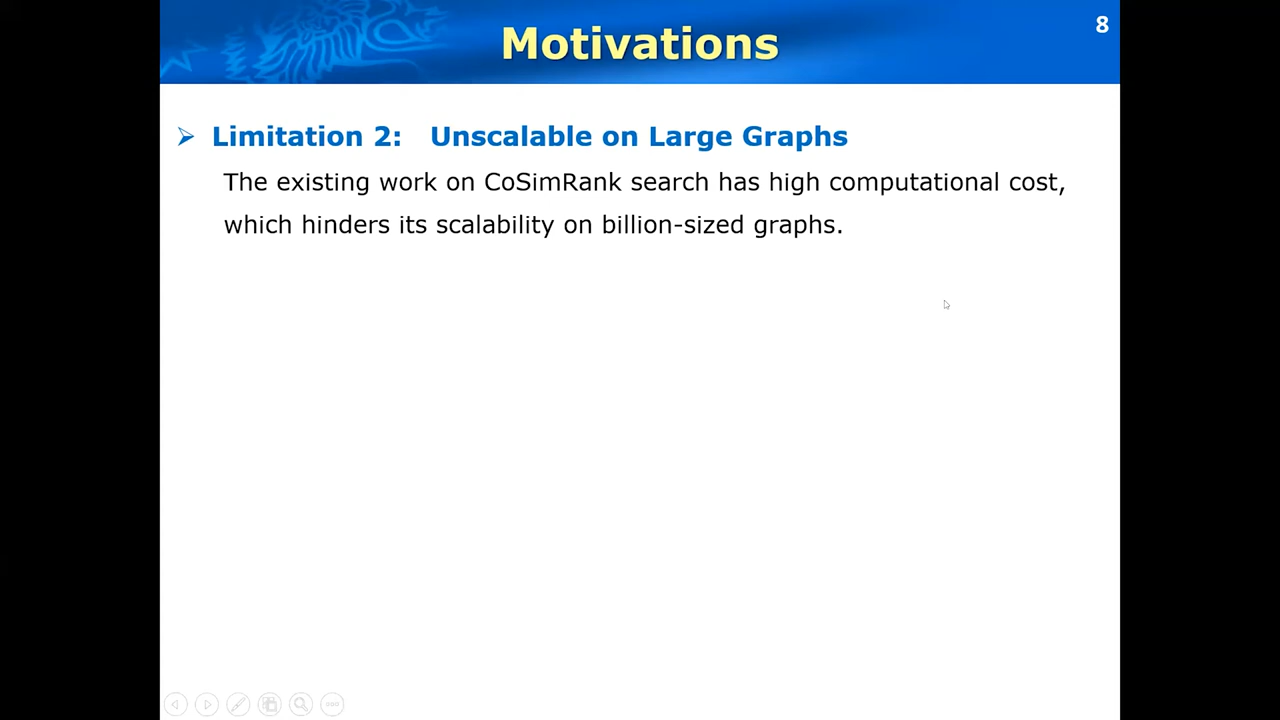 8
Motivations
Limitation 2: Unscalable on Large Graphs
The existing work on CoSimRank search has high computational cost,
which hinders its scalability on billion-sized graphs.